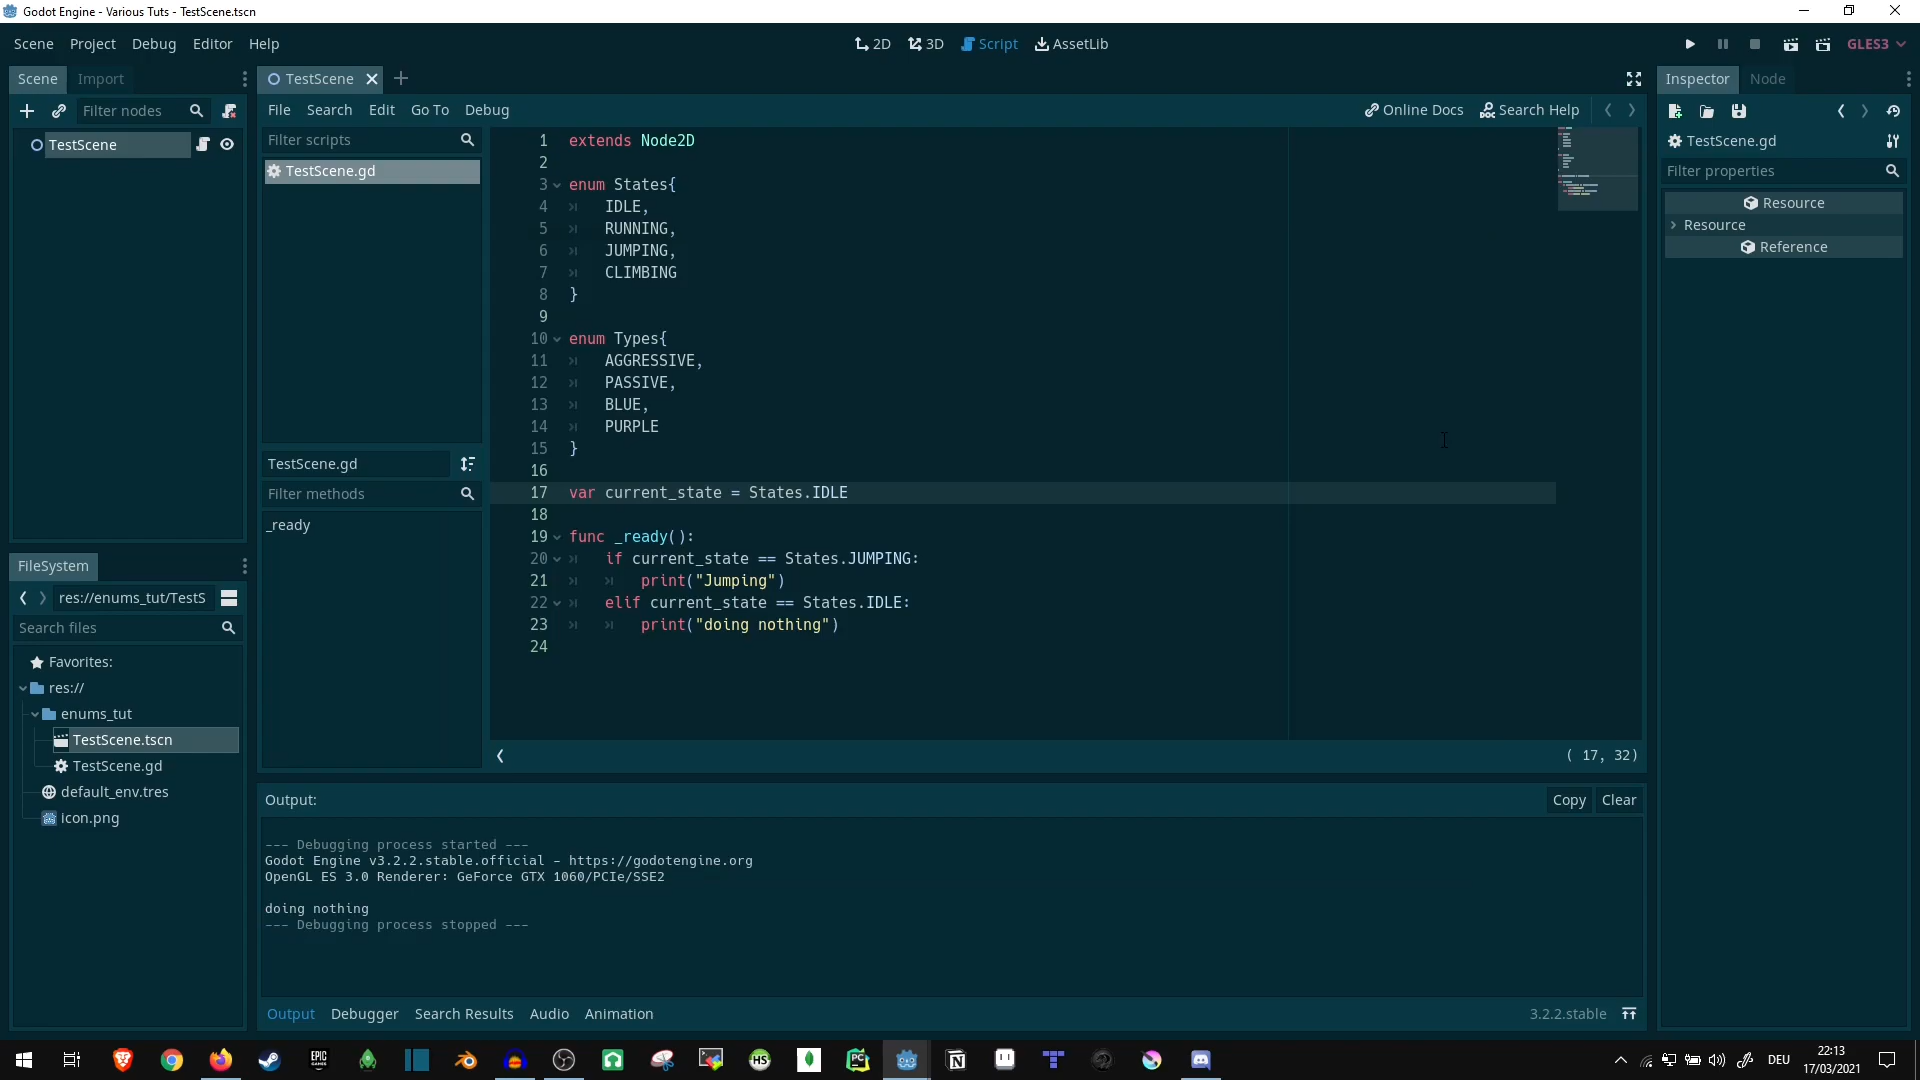 Godot Engine - Various Tuts - TestScene.tscn
Scene Project Debug Editor Help
2D 3D Script AssetLib
GLES3
Scene Import
Filter nodes
TestScene
TestScene
File Search Edit Go To Debug
Online Docs Search Help
Filter scripts
TestScene.gd
TestScene.gd
Filter methods
_ready
1 extends Node2D
2
3 enum States{
4 IDLE,
5 RUNNING,
6 JUMPING,
7 CLIMBING
8 }
9
10 enum Types{
11 AGGRESSIVE,
12 PASSIVE,
13 BLUE,
14 PURPLE
15 }
16
17 var current_state = States.IDLE
18
19 func _ready():
20 if current_state == States.JUMPING:
21 print("Jumping")
22 elif current_state == States.IDLE:
23 print("doing nothing")
24
( 17, 32)
Inspector Node
TestScene.gd
Filter properties
Resource
Resource
Reference
FileSystem
res://enums_tut/TestS
Search files
Favorites:
res://
enums_tut
TestScene.tscn
TestScene.gd
default_env.tres
icon.png
Output:
Copy Clear
--- Debugging process started ---
Godot Engine v3.2.2.stable.official - https://godotengine.org
OpenGL ES 3.0 Renderer: GeForce GTX 1060/PCIe/SSE2
doing nothing
--- Debugging process stopped ---
Output Debugger Search Results Audio Animation
3.2.2.stable
EPIC
GAMES
HS
PC
N
DEU
22:13
17/03/2021